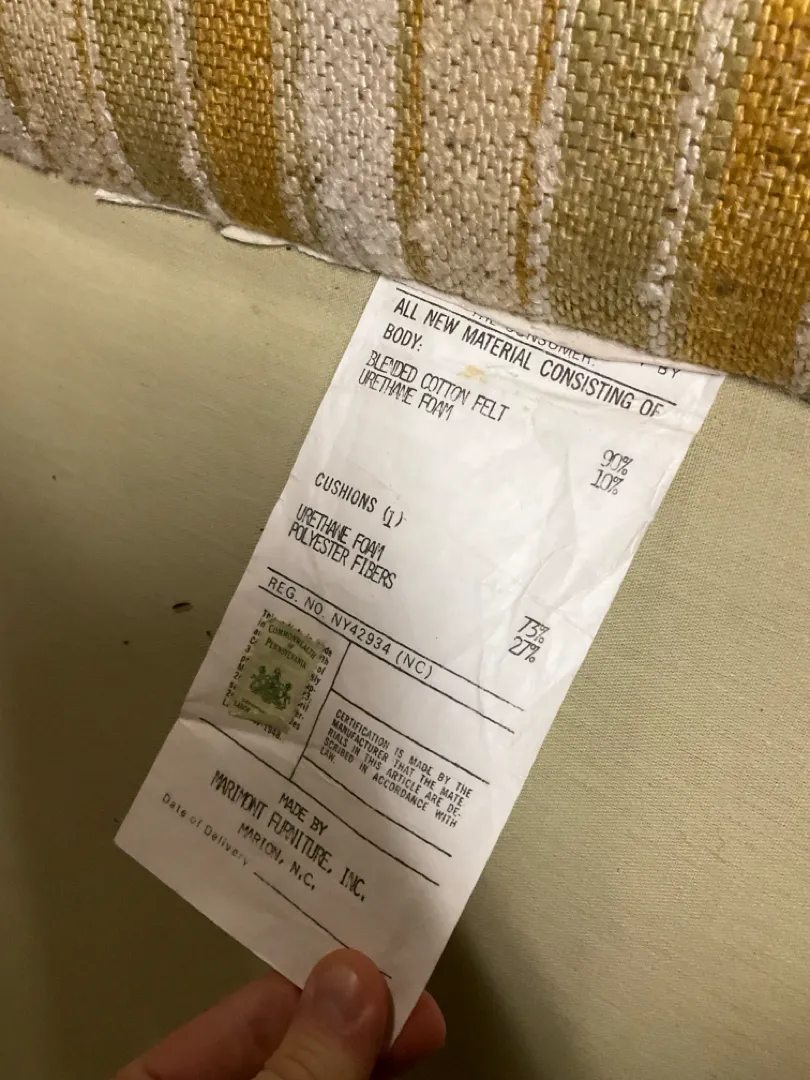 THE CONSUMER.
BY
ALL NEW MATERIAL CONSISTING OF
BODY:
BLENDED COTTON FELT
URETHANE FOAM
90%
10%
CUSHIONS (1)
URETHANE FOAM
POLYESTER FIBERS
73%
27%
REG. NO. NY42934 (NC)
COMMONWEALTH
OF
PENNSYLVANIA
CERTIFICATION IS MADE BY THE
MANUFACTURER THAT THE MATE-
RIALS IN THIS ARTICLE ARE DE-
SCRIBED IN ACCORDANCE WITH
LAW.
MADE BY
MARIMONT FURNITURE, INC.
MARION, N.C.
Date of Delivery